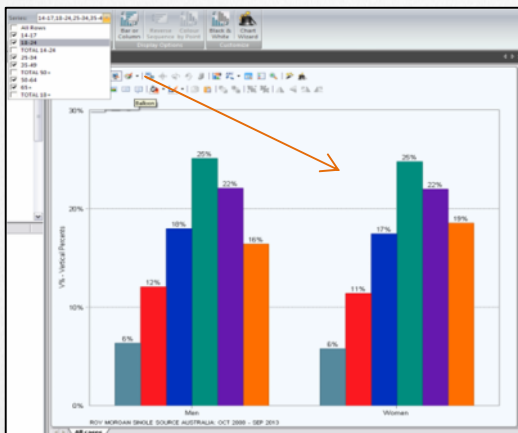 Series: 14-17,18-24,25-34,35-4
All Rows
14-17
18-24
TOTAL 14-24
25-34
35-49
TOTAL 50+
50-64
65+
TOTAL 18+
Bar or Column
Reverse Sequence
Colour by Point
Black & White
Chart Wizard
Display Options
Customize
Balloon
30%
20%
10%
0%
V% - Vertical Percents
6%
12%
18%
25%
22%
16%
6%
11%
17%
25%
22%
19%
Men
Women
ROY MORGAN SINGLE SOURCE AUSTRALIA: OCT 2008 - SEP 2013
All cases